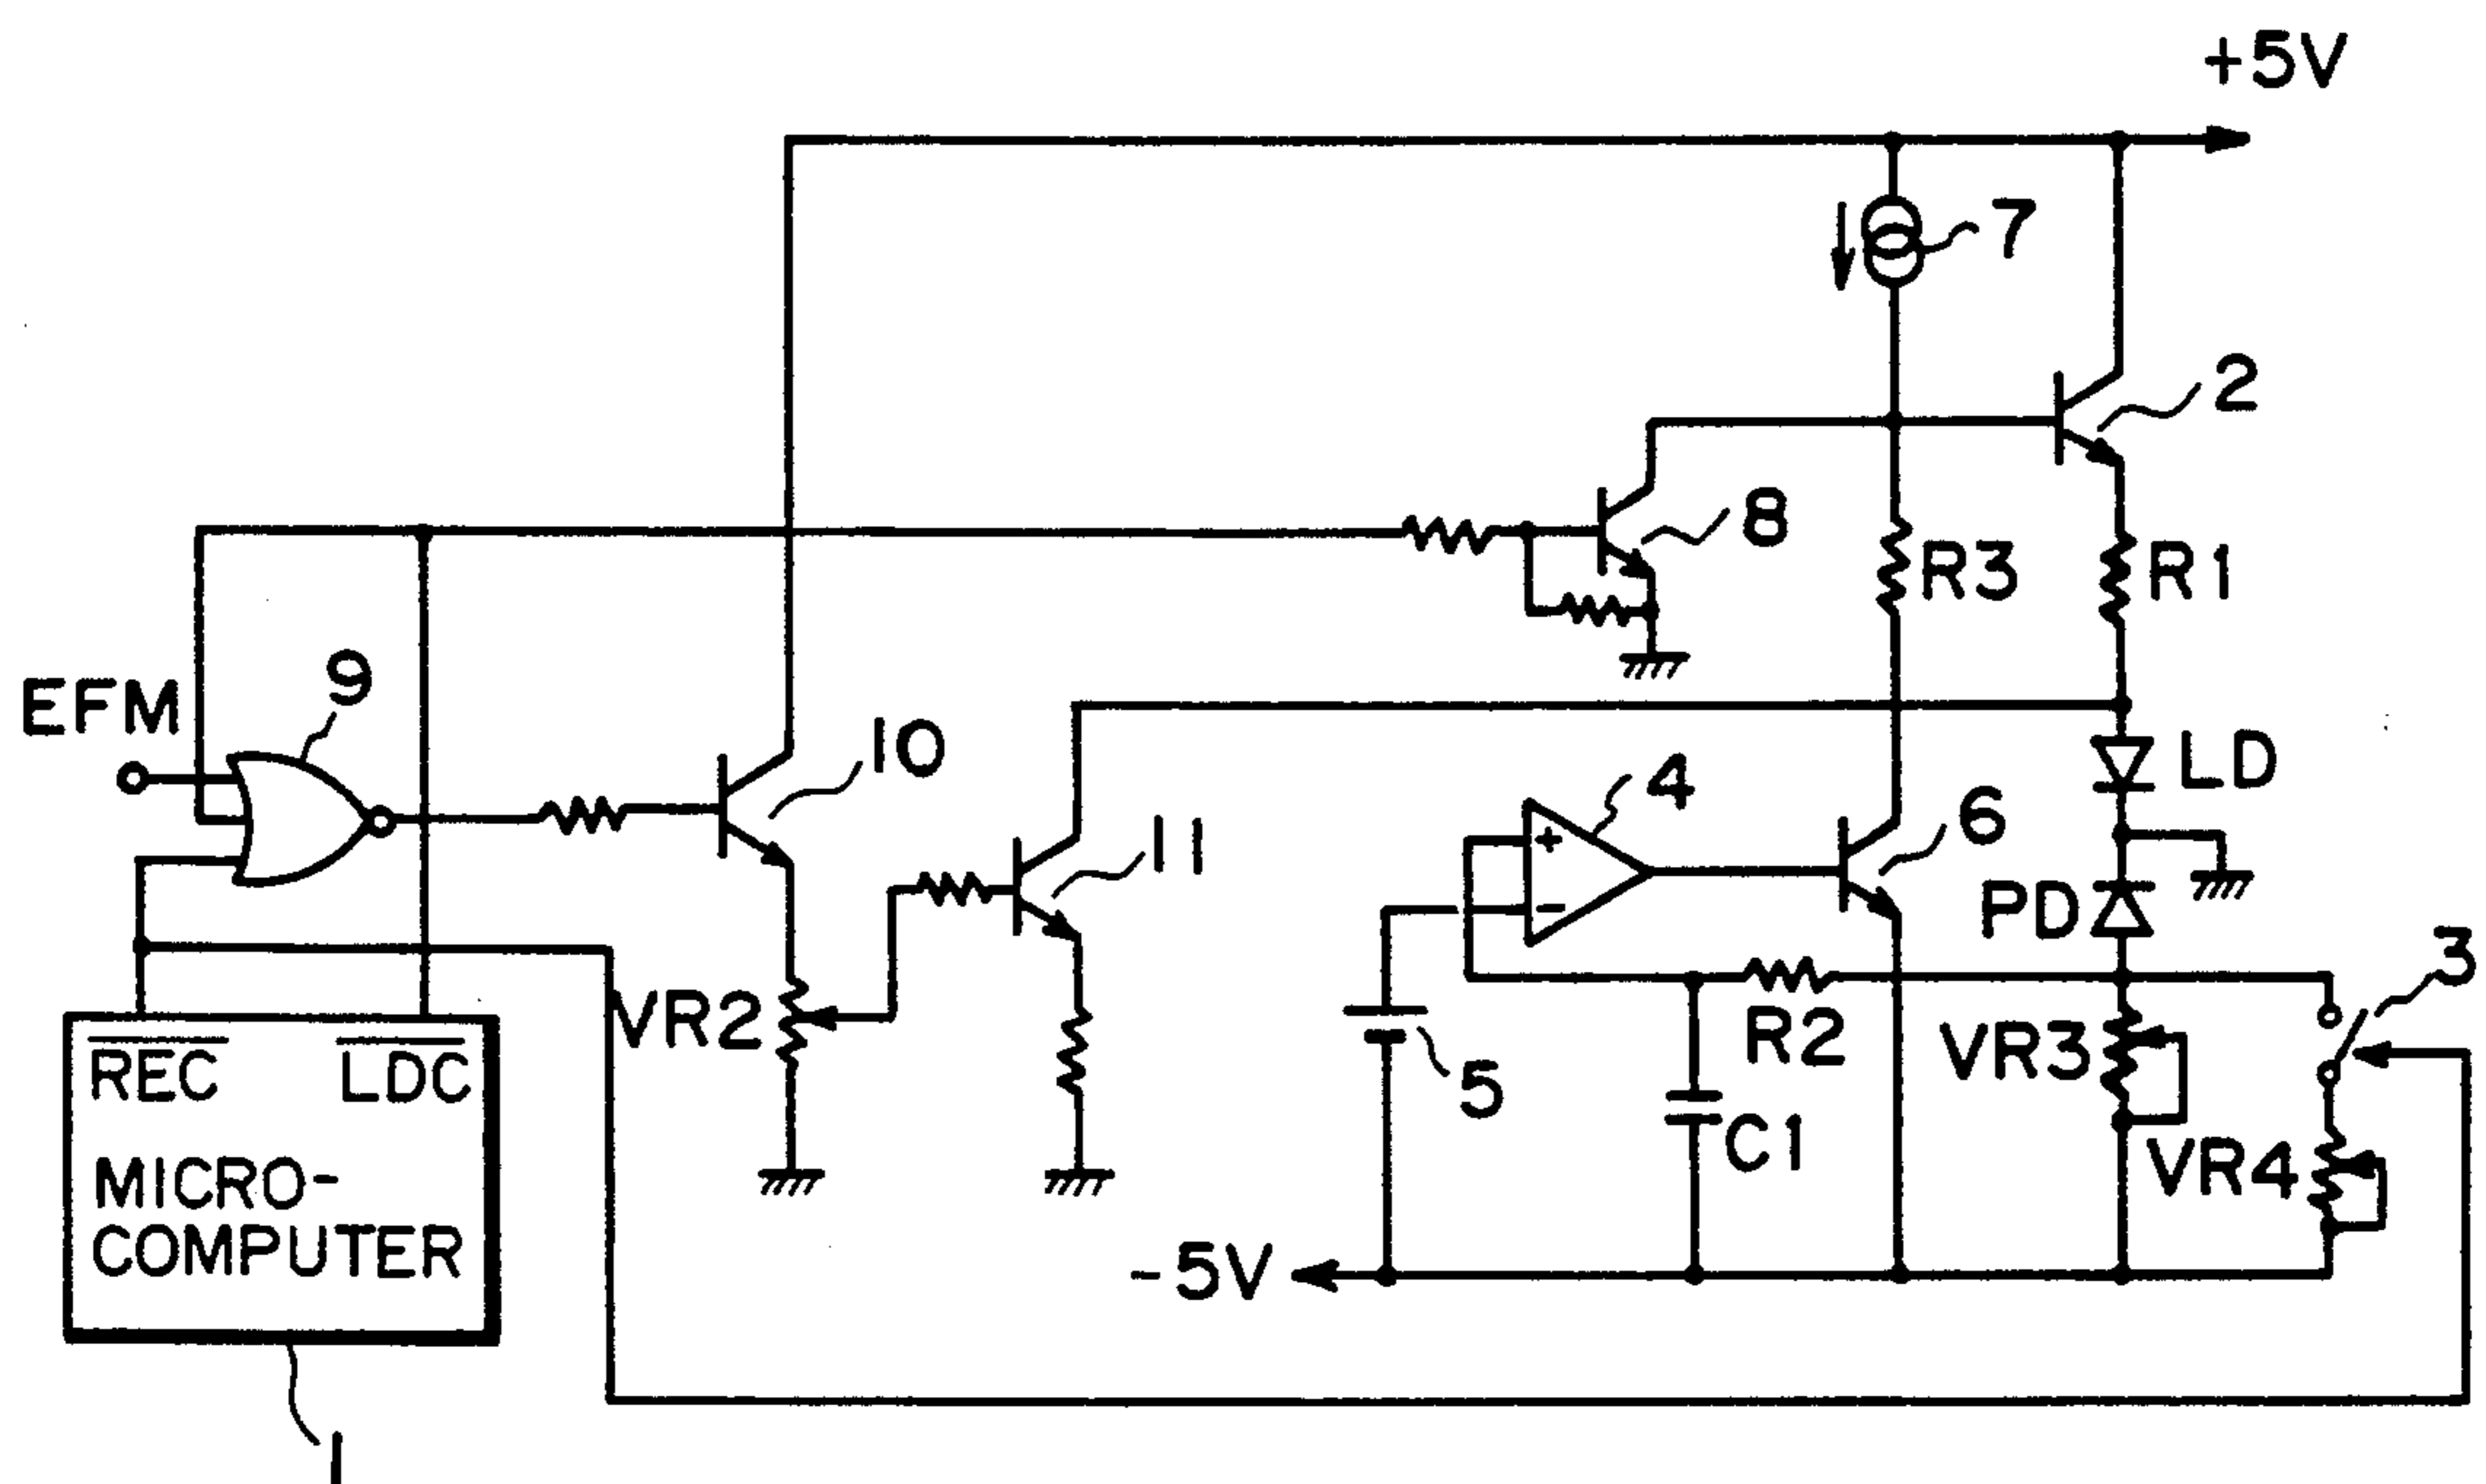 +5V
7
2
8
R3
R1
EFM
9
10
LD
4
6
11
PD
3
VR2
R2
VR3
5
REC
LDC
C1
VR4
MICRO-
COMPUTER
-5V
1
+
-